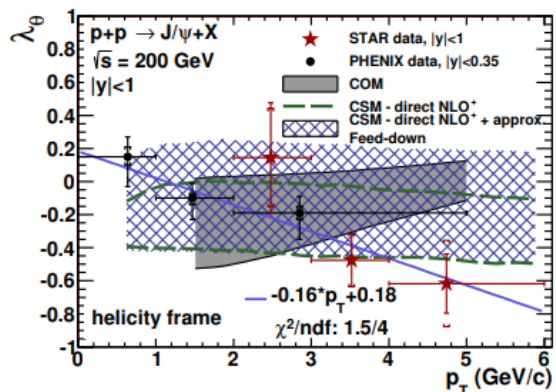 λθ
p+p → J/ψ+X
√s = 200 GeV
|y|<1
STAR data, |y|<1
PHENIX data, |y|<0.35
COM
CSM - direct NLO⁺
CSM - direct NLO⁺ + approx
Feed-down
1
0.8
0.6
0.4
0.2
0
-0.2
-0.4
-0.6
-0.8
-1
helicity frame
-0.16*pT+0.18
χ²/ndf: 1.5/4
0 1 2 3 4 5 6
pT (GeV/c)